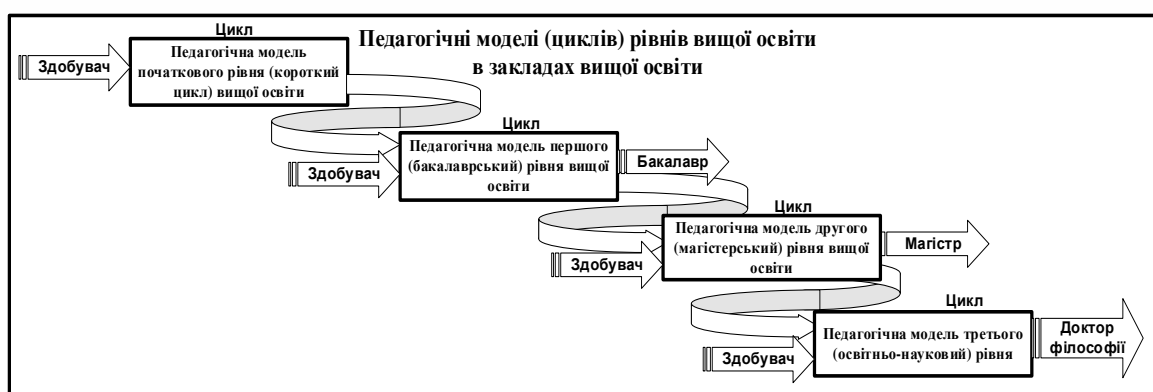 Педагогічні моделі (циклів) рівнів вищої освіти
в закладах вищої освіти
Цикл
Здобувач
Педагогічна модель
початкового рівня (короткий
цикл) вищої освіти
Цикл
Здобувач
Педагогічна модель першого
(бакалаврський) рівня вищої
освіти
Бакалавр
Цикл
Здобувач
Педагогічна модель другого
(магістерський) рівня вищої
освіти
Магістр
Цикл
Здобувач
Педагогічна модель третього
(освітньо-науковий) рівня
Доктор
філософії